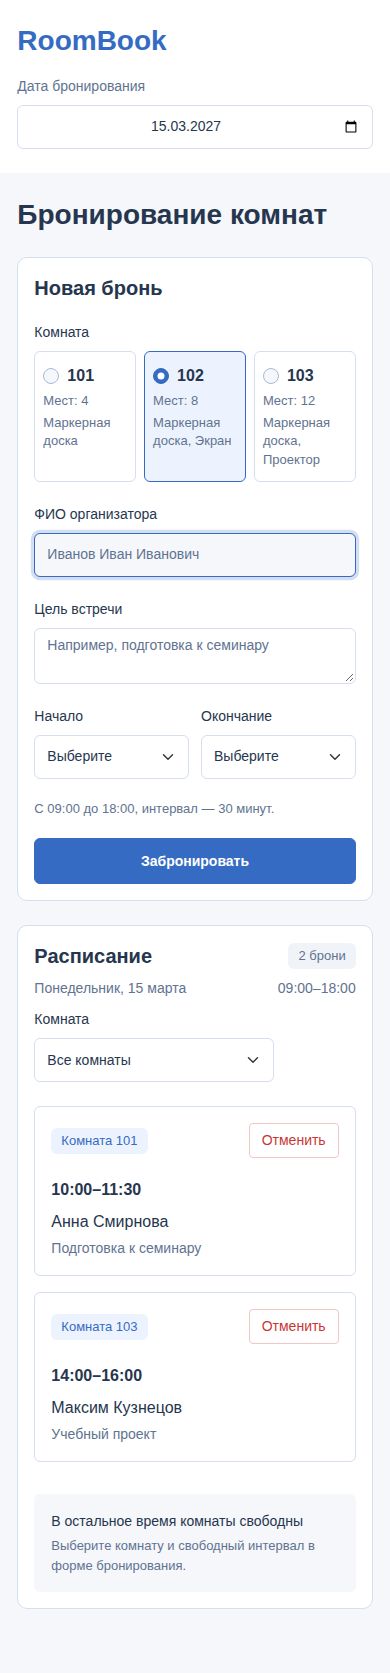 RoomBook
Дата бронирования
15.03.2027
Бронирование комнат
Новая бронь
Комната
101
Мест: 4
Маркерная
доска
102
Мест: 8
Маркерная
доска, Экран
103
Мест: 12
Маркерная
доска,
Проектор
ФИО организатора
Иванов Иван Иванович
Цель встречи
Например, подготовка к семинару
Начало
Окончание
Выберите
Выберите
С 09:00 до 18:00, интервал — 30 минут.
Забронировать
Расписание
2 брони
Понедельник, 15 марта
09:00–18:00
Комната
Все комнаты
Комната 101
Отменить
10:00–11:30
Анна Смирнова
Подготовка к семинару
Комната 103
Отменить
14:00–16:00
Максим Кузнецов
Учебный проект
В остальное время комнаты свободны
Выберите комнату и свободный интервал в
форме бронирования.